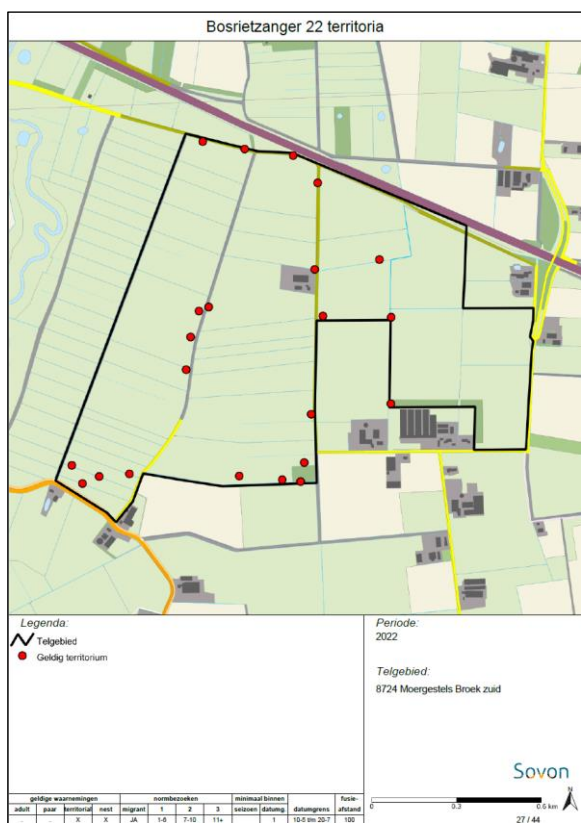 Bosrietzanger 22 territoria
Legenda:
Telgebied
Geldig territorium
Periode:
2022
Telgebied:
8724 Moergestels Broek zuid
Sovon
0 0.3 0.6 km
N
27 / 44
geldige waarnemingen normbezoeken minimaal binnen fusie-
adult paar territorial nest migrant 1 2 3 seizoen datumg. datumgrens afstand
. . X X JA 1-6 7-10 11+ 1 10-5 t/m 20-7 100